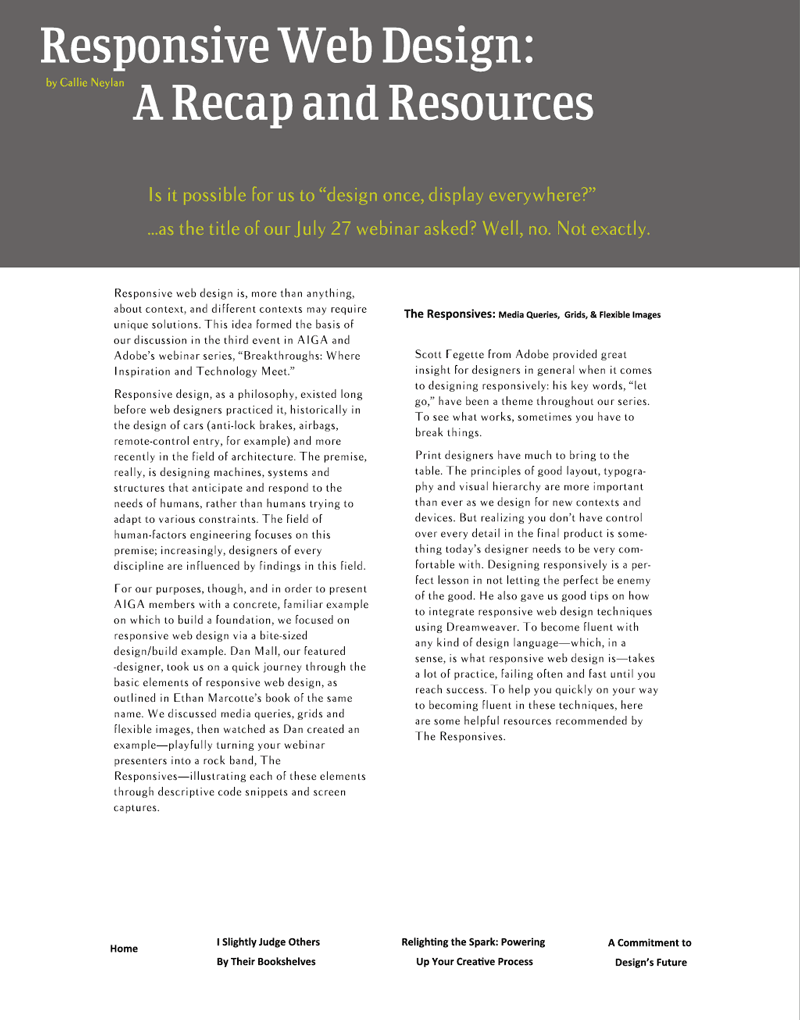 Responsive Web Design:
by Callie Neylan
A Recap and Resources
Is it possible for us to “design once, display everywhere?”
...as the title of our July 27 webinar asked? Well, no. Not exactly.
Responsive web design is, more than anything,
about context, and different contexts may require
unique solutions. This idea formed the basis of
our discussion in the third event in AIGA and
Adobe’s webinar series, “Breakthroughs: Where
Inspiration and Technology Meet.”
Responsive design, as a philosophy, existed long
before web designers practiced it, historically in
the design of cars (anti-lock brakes, airbags,
remote-control entry, for example) and more
recently in the field of architecture. The premise,
really, is designing machines, systems and
structures that anticipate and respond to the
needs of humans, rather than humans trying to
adapt to various constraints. The field of
human-factors engineering focuses on this
premise; increasingly, designers of every
discipline are influenced by findings in this field.
For our purposes, though, and in order to present
AIGA members with a concrete, familiar example
on which to build a foundation, we focused on
responsive web design via a bite-sized
design/build example. Dan Mall, our featured
-designer, took us on a quick journey through the
basic elements of responsive web design, as
outlined in Ethan Marcotte’s book of the same
name. We discussed media queries, grids and
flexible images, then watched as Dan created an
example—playfully turning your webinar
presenters into a rock band, The
Responsives—illustrating each of these elements
through descriptive code snippets and screen
captures.
The Responsives: Media Queries, Grids, & Flexible Images
Scott Fegette from Adobe provided great
insight for designers in general when it comes
to designing responsively: his key words, “let
go,” have been a theme throughout our series.
To see what works, sometimes you have to
break things.
Print designers have much to bring to the
table. The principles of good layout, typogra-
phy and visual hierarchy are more important
than ever as we design for new contexts and
devices. But realizing you don’t have control
over every detail in the final product is some-
thing today’s designer needs to be very com-
fortable with. Designing responsively is a per-
fect lesson in not letting the perfect be enemy
of the good. He also gave us good tips on how
to integrate responsive web design techniques
using Dreamweaver. To become fluent with
any kind of design language—which, in a
sense, is what responsive web design is—takes
a lot of practice, failing often and fast until you
reach success. To help you quickly on your way
to becoming fluent in these techniques, here
are some helpful resources recommended by
The Responsives.
Home
I Slightly Judge Others
By Their Bookshelves
Relighting the Spark: Powering
Up Your Creative Process
A Commitment to
Design’s Future